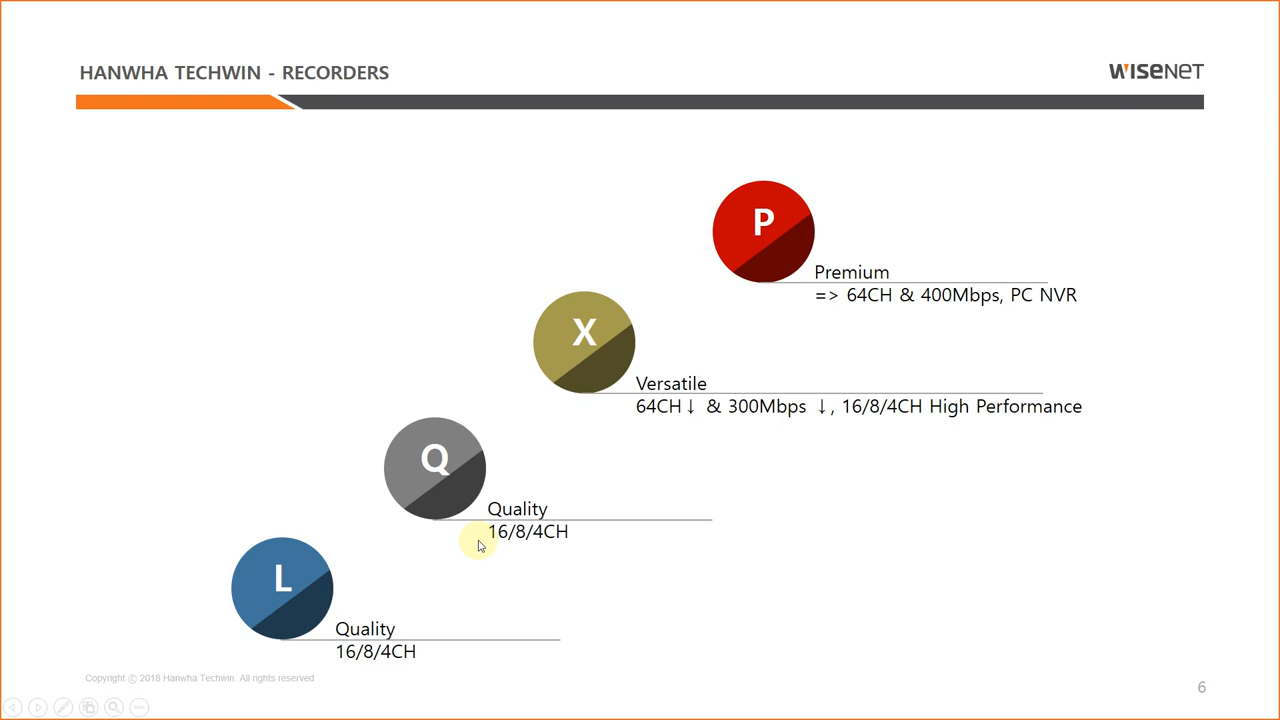 HANWHA TECHWIN - RECORDERS
WISENET
P
Premium
=> 64CH & 400Mbps, PC NVR
X
Versatile
64CH↓ & 300Mbps ↓, 16/8/4CH High Performance
Q
Quality
16/8/4CH
L
Quality
16/8/4CH
Copyright ⓒ 2018 Hanwha Techwin. All rights reserved
6